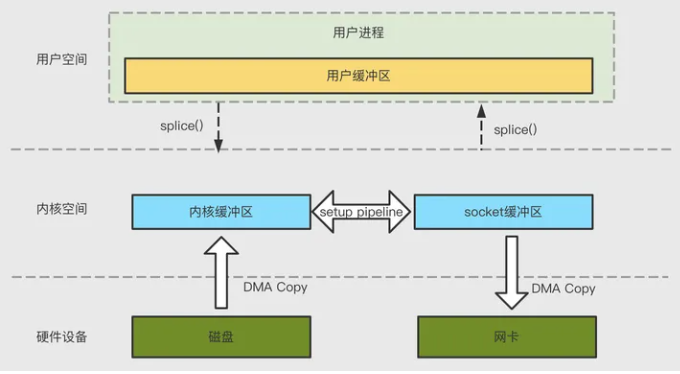 用户进程
用户空间
用户缓冲区
splice()
splice()
内核空间
内核缓冲区
setup pipeline
socket缓冲区
DMA Copy
DMA Copy
硬件设备
磁盘
网卡